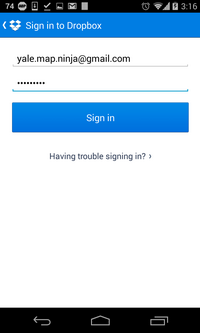 74 3:16
Sign in to Dropbox
yale.map.ninja@gmail.com
•••••••••
Sign in
Having trouble signing in? ›